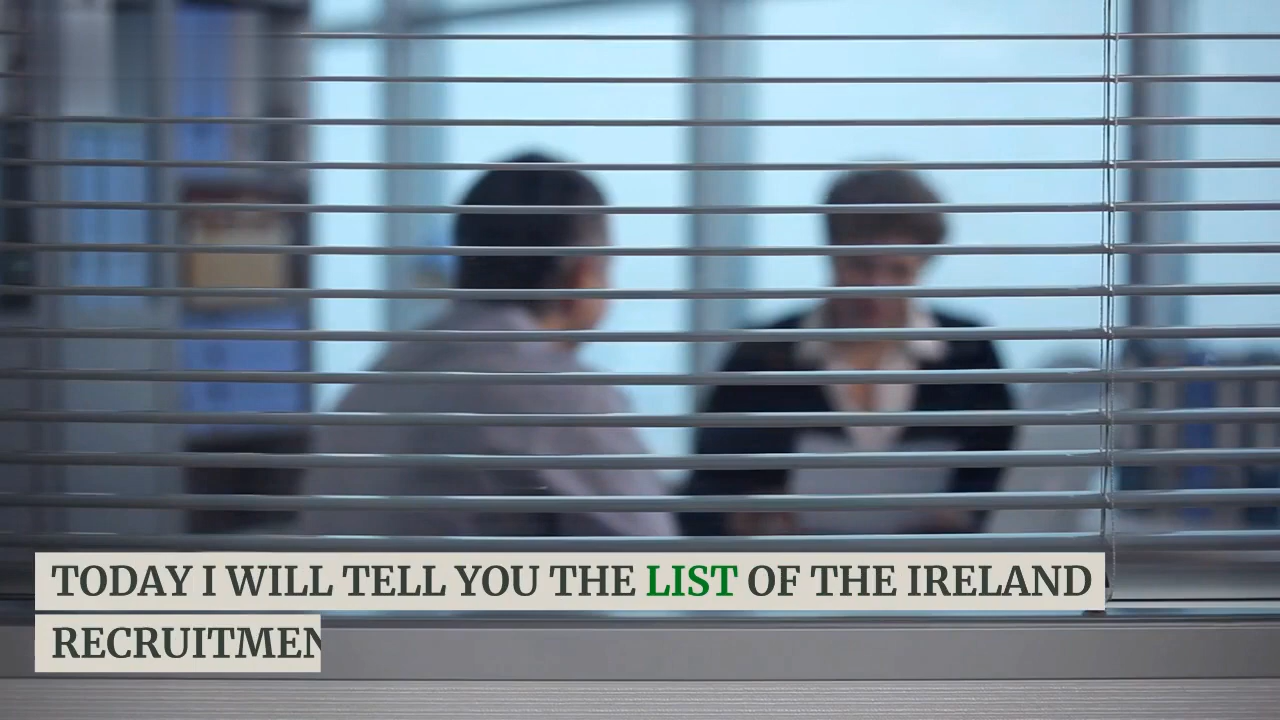 TODAY I WILL TELL YOU THE LIST OF THE IRELAND
RECRUITMEN